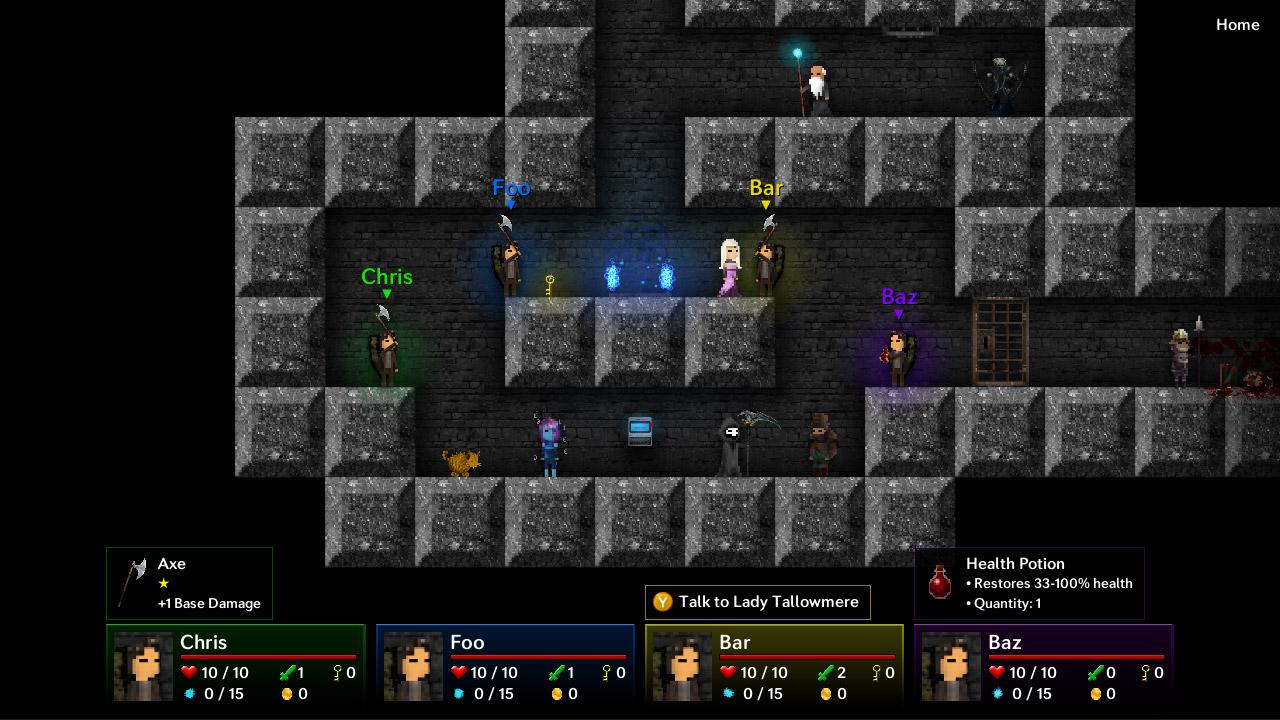 Home
Foo
Bar
Chris
Baz
Axe
+1 Base Damage
Health Potion
• Restores 33-100% health
• Quantity: 1
Y Talk to Lady Tallowmere
Chris
10 / 10 1 0
0 / 15 0
Foo
10 / 10 1 0
0 / 15 0
Bar
10 / 10 2 0
0 / 15 0
Baz
10 / 10 0 0
0 / 15 0